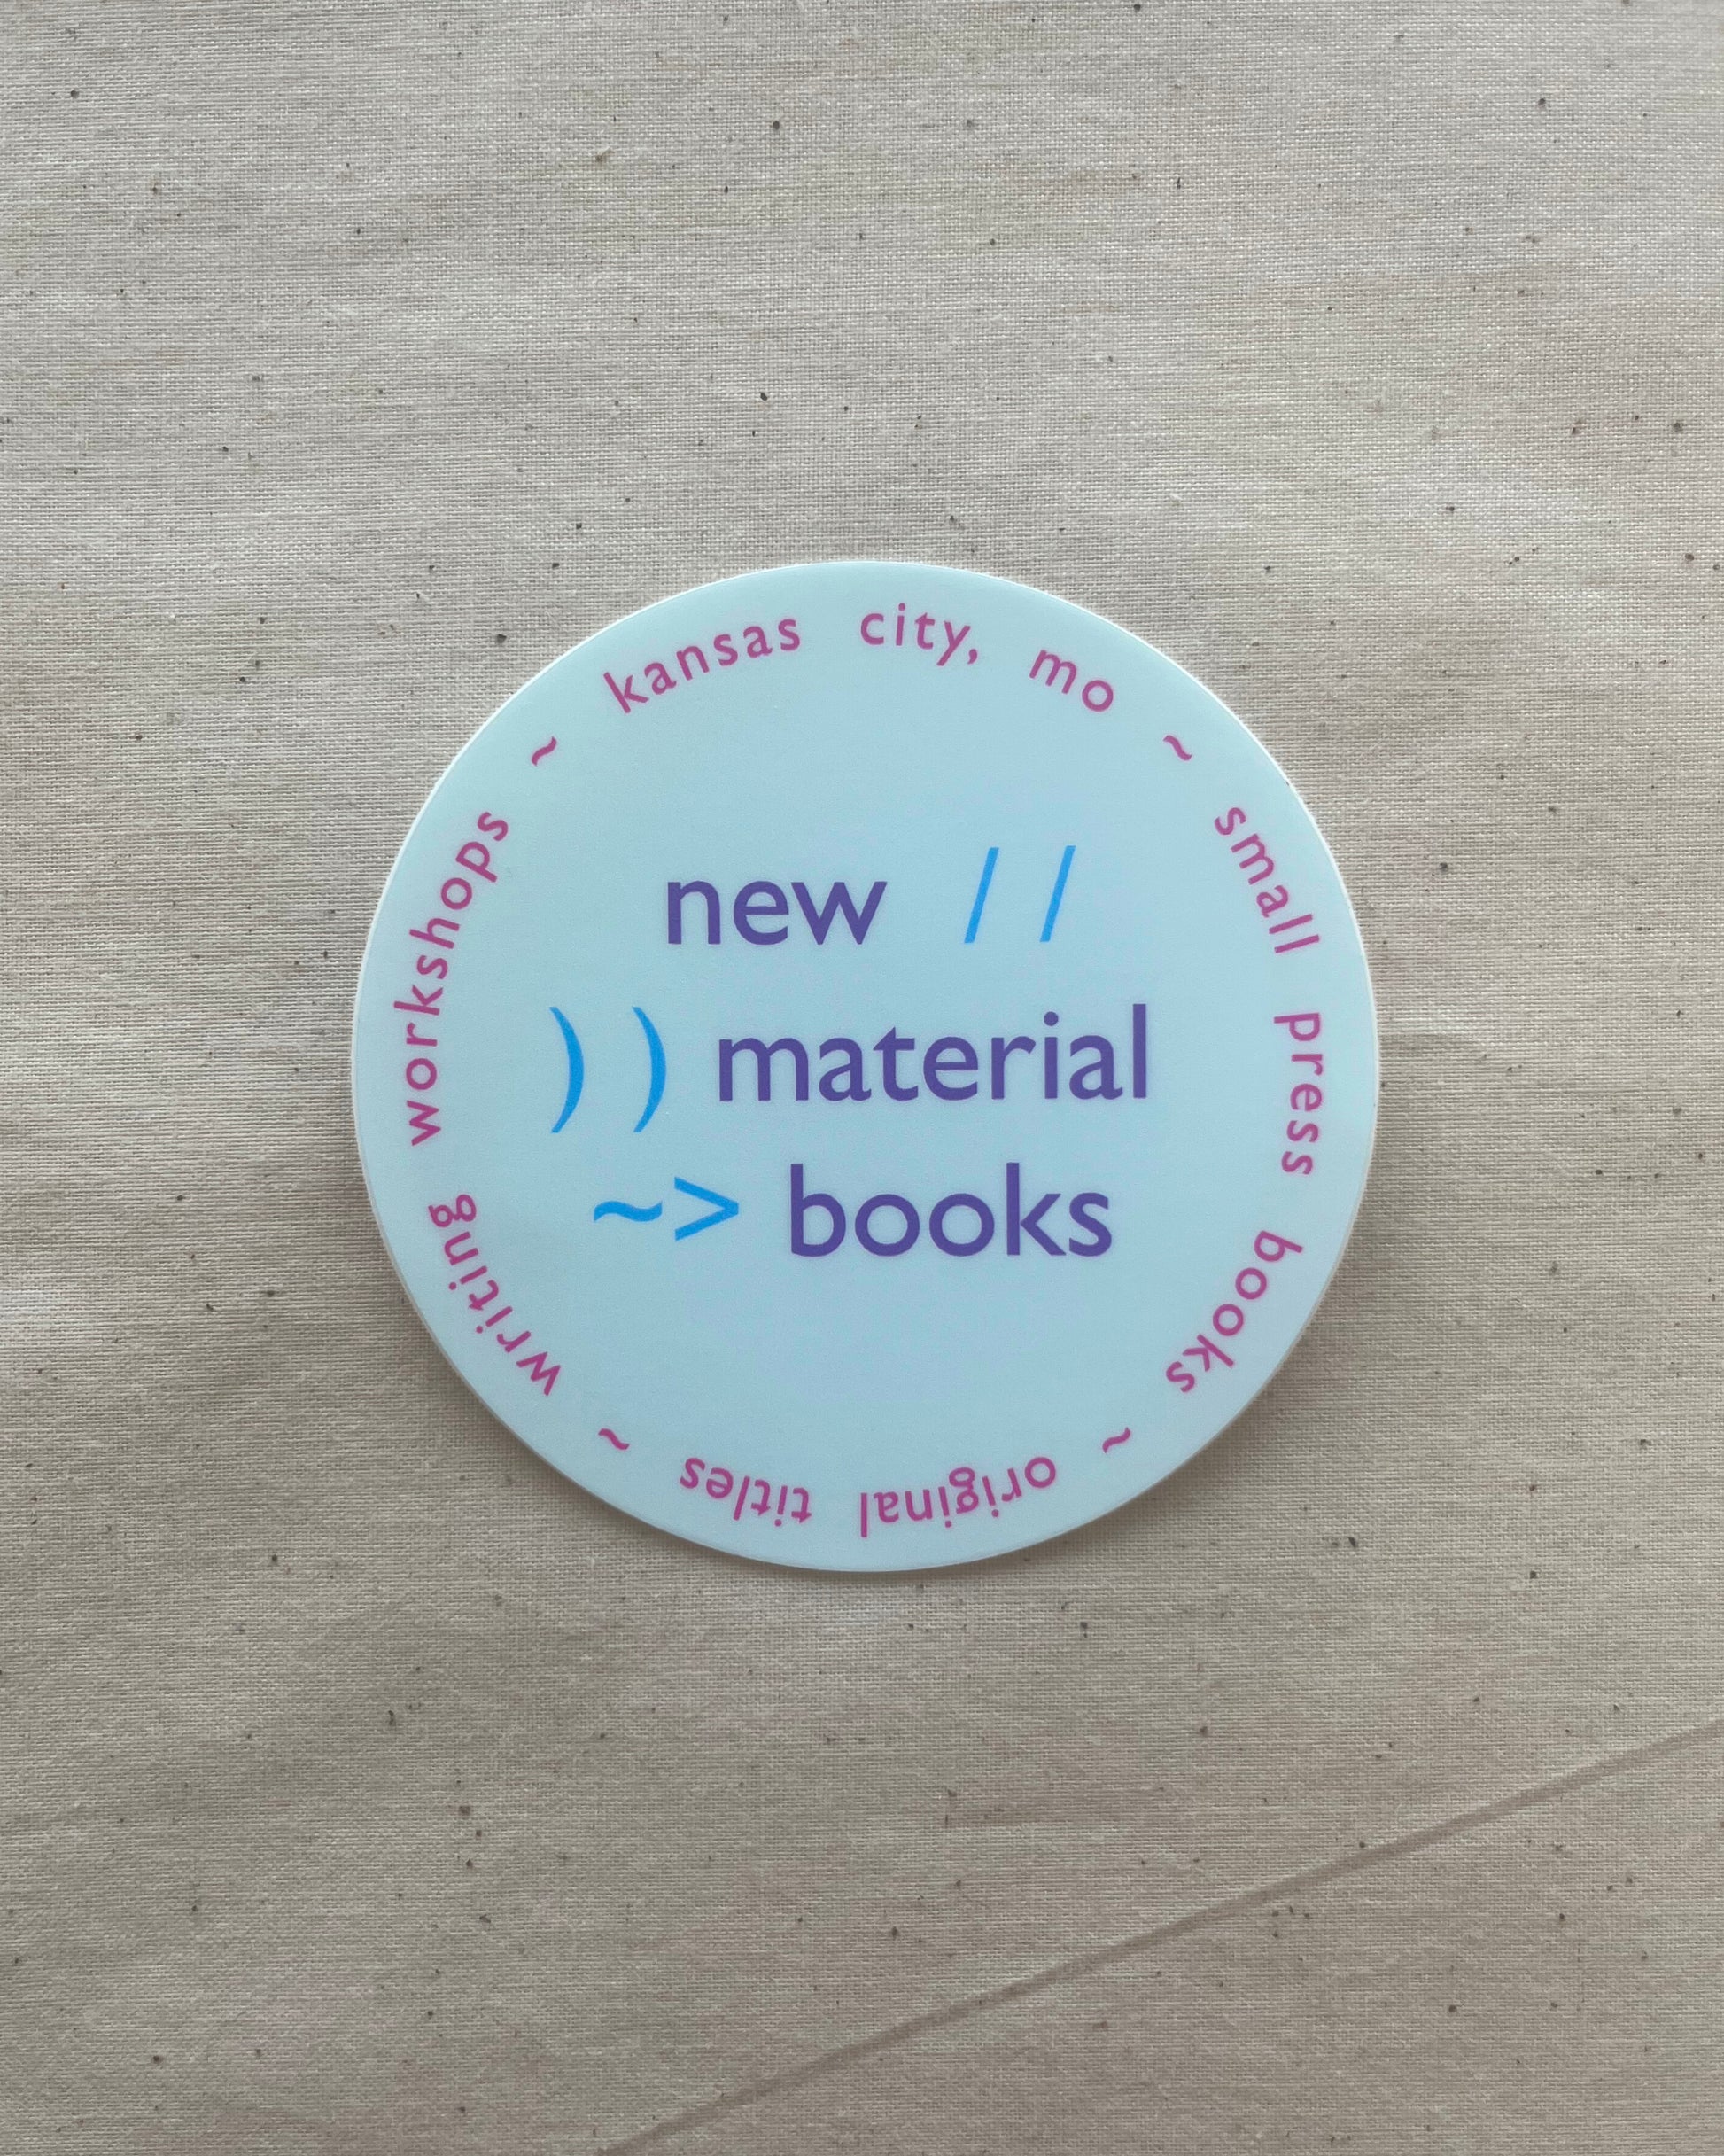 kansas city, mo ~ small press books ~ original titles ~ writing workshops ~
new //
)) material
~> books